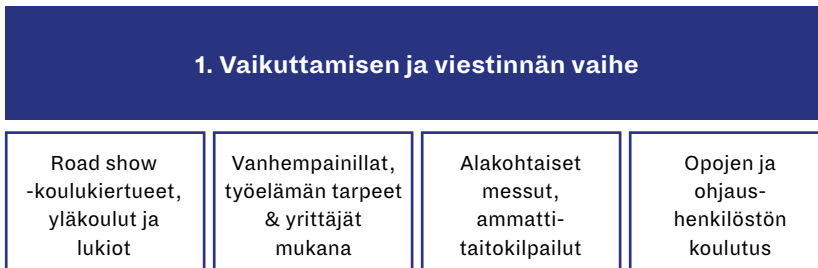 1. Vaikuttamisen ja viestinnän vaihe
Road show
-koulukiertueet,
yläkoulut ja
lukiot
Vanhempainillat,
työelämän tarpeet
& yrittäjät
mukana
Alakohtaiset
messut,
ammatti-
taitokilpailut
Opojen ja
ohjaus-
henkilöstön
koulutus